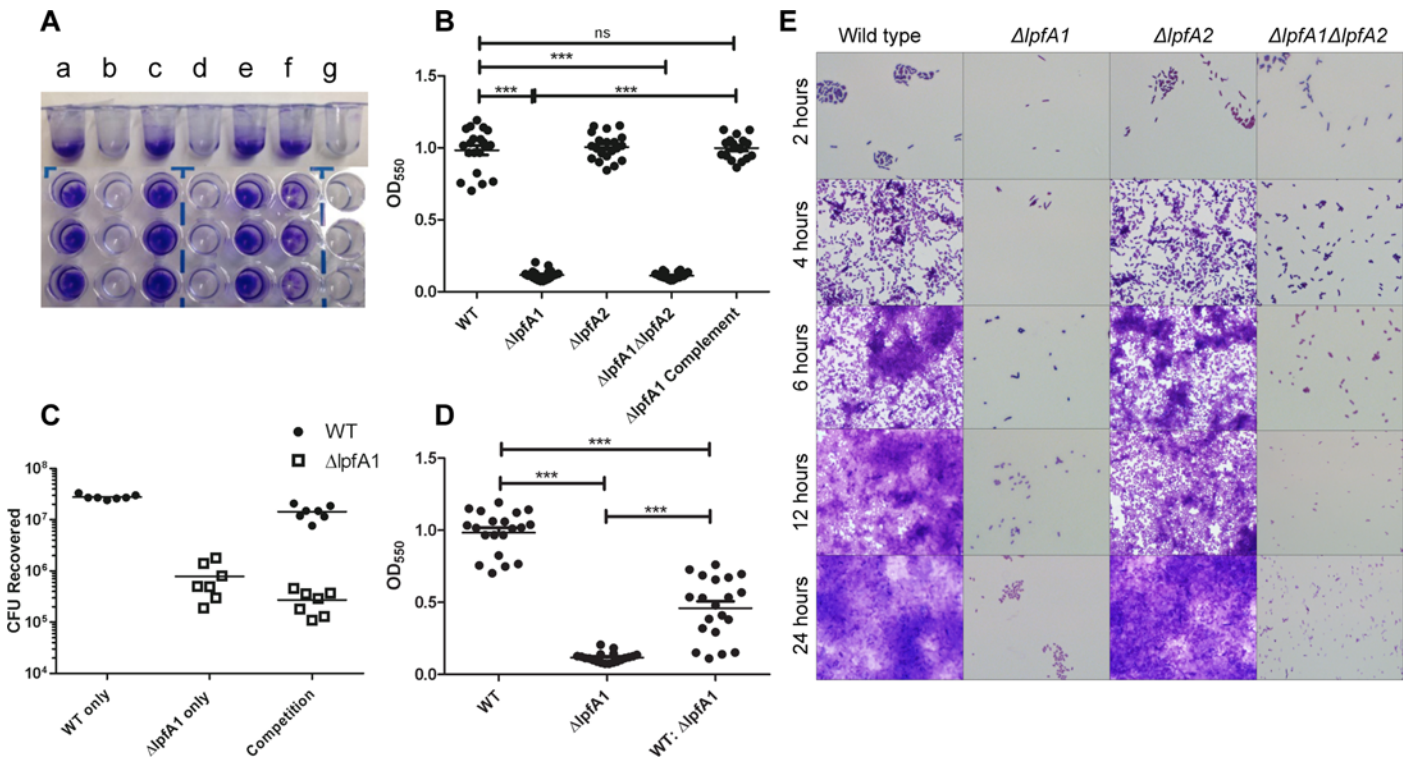 A
a b c d e f g
B
ns
***
*** ***
1.5
1.0
0.5
0.0
OD550
WT
ΔlpfA1
ΔlpfA2
ΔlpfA1ΔlpfA2
ΔlpfA1 Complement
C
WT
ΔlpfA1
10^8
10^7
10^6
10^5
10^4
CFU Recovered
WT only
ΔlpfA1 only
Competition
D
***
***
***
1.5
1.0
0.5
0.0
OD550
WT
ΔlpfA1
WT: ΔlpfA1
E
Wild type ΔlpfA1 ΔlpfA2 ΔlpfA1ΔlpfA2
2 hours
4 hours
6 hours
12 hours
24 hours